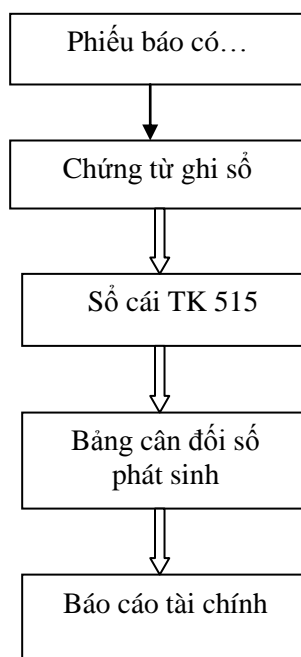 Phiếu báo có…
Chứng từ ghi sổ
Sổ cái TK 515
Bảng cân đối số
phát sinh
Báo cáo tài chính